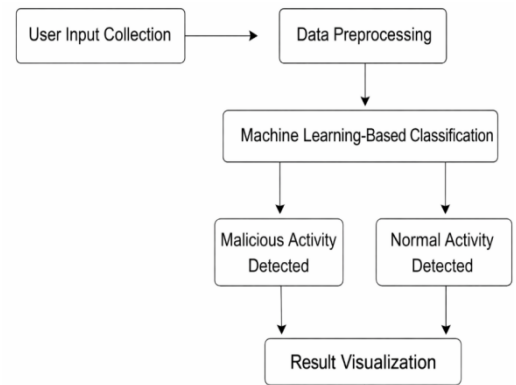 User Input Collection
Data Preprocessing
Machine Learning-Based Classification
Malicious Activity
Detected
Normal Activity
Detected
Result Visualization